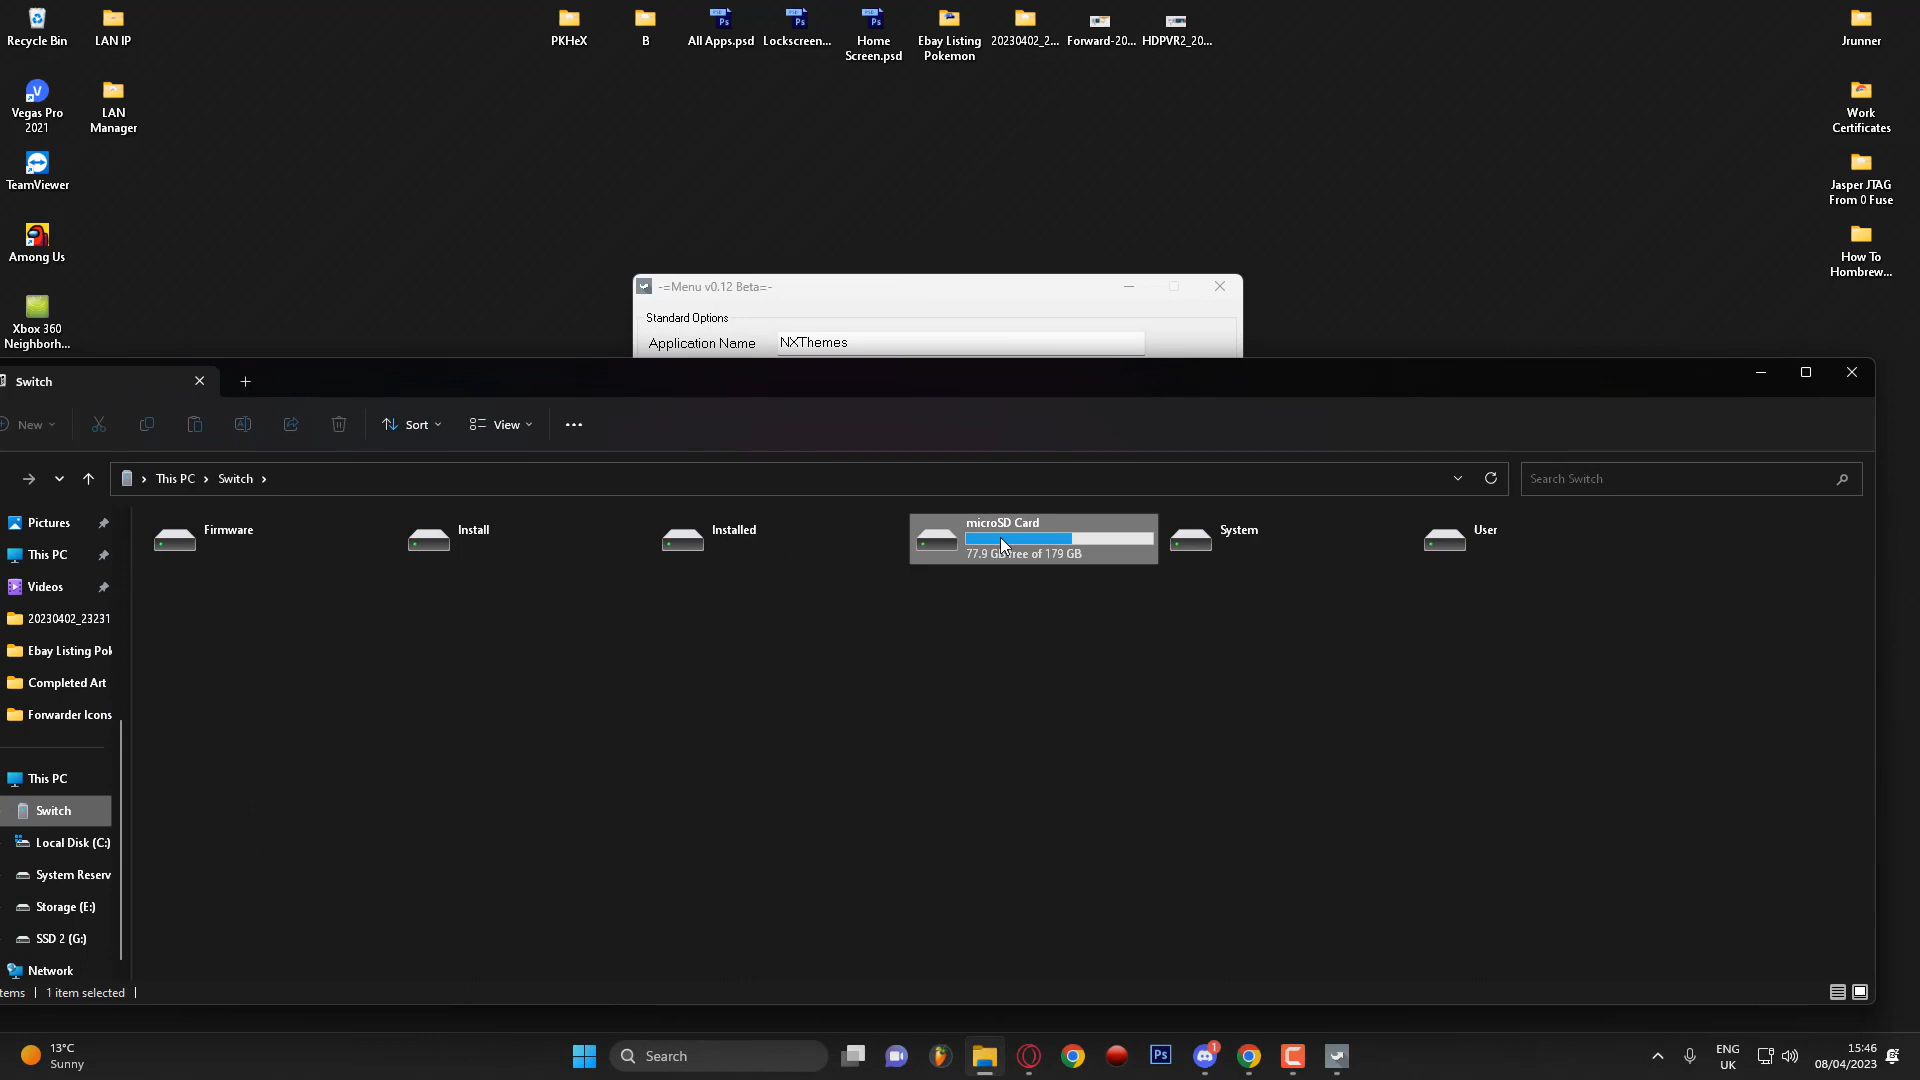 Recycle Bin
LAN IP
PKHeX
B
All Apps.psd
Lockscreen...
Home
Screen.psd
Ebay Listing
Pokemon
20230402_2...
Forward-20...
HDPVR2_20...
Jrunner
Vegas Pro
2021
LAN
Manager
Work
Certificates
TeamViewer
Jasper JTAG
From 0 Fuse
Among Us
How To
Hombrew...
Xbox 360
Neighborh...
-=Menu v0.12 Beta=-
Standard Options
Application Name
NXThemes
Switch
New
Sort
View
This PC
Switch
Search Switch
Pictures
This PC
Videos
20230402_23231
Ebay Listing Pok
Completed Art
Forwarder Icons
This PC
Switch
Local Disk (C:)
System Reserv
Storage (E:)
SSD 2 (G:)
Network
Firmware
Install
Installed
microSD Card
77.9 GB free of 179 GB
System
User
tems
1 item selected
13°C
Sunny
Search
Ps
1
ENG
UK
15:46
08/04/2023